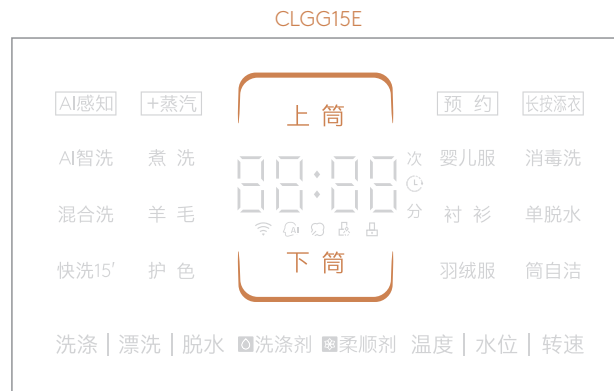 CLGG15E
AI感知 +蒸汽 上筒 预约 长按添衣
AI智洗 煮洗 88:88 次 婴儿服 消毒洗
混合洗 羊毛 分 衬衫 单脱水
AI
快洗15′ 护色 下筒 羽绒服 筒自洁
洗涤 | 漂洗 | 脱水 洗涤剂 柔顺剂 温度 | 水位 | 转速